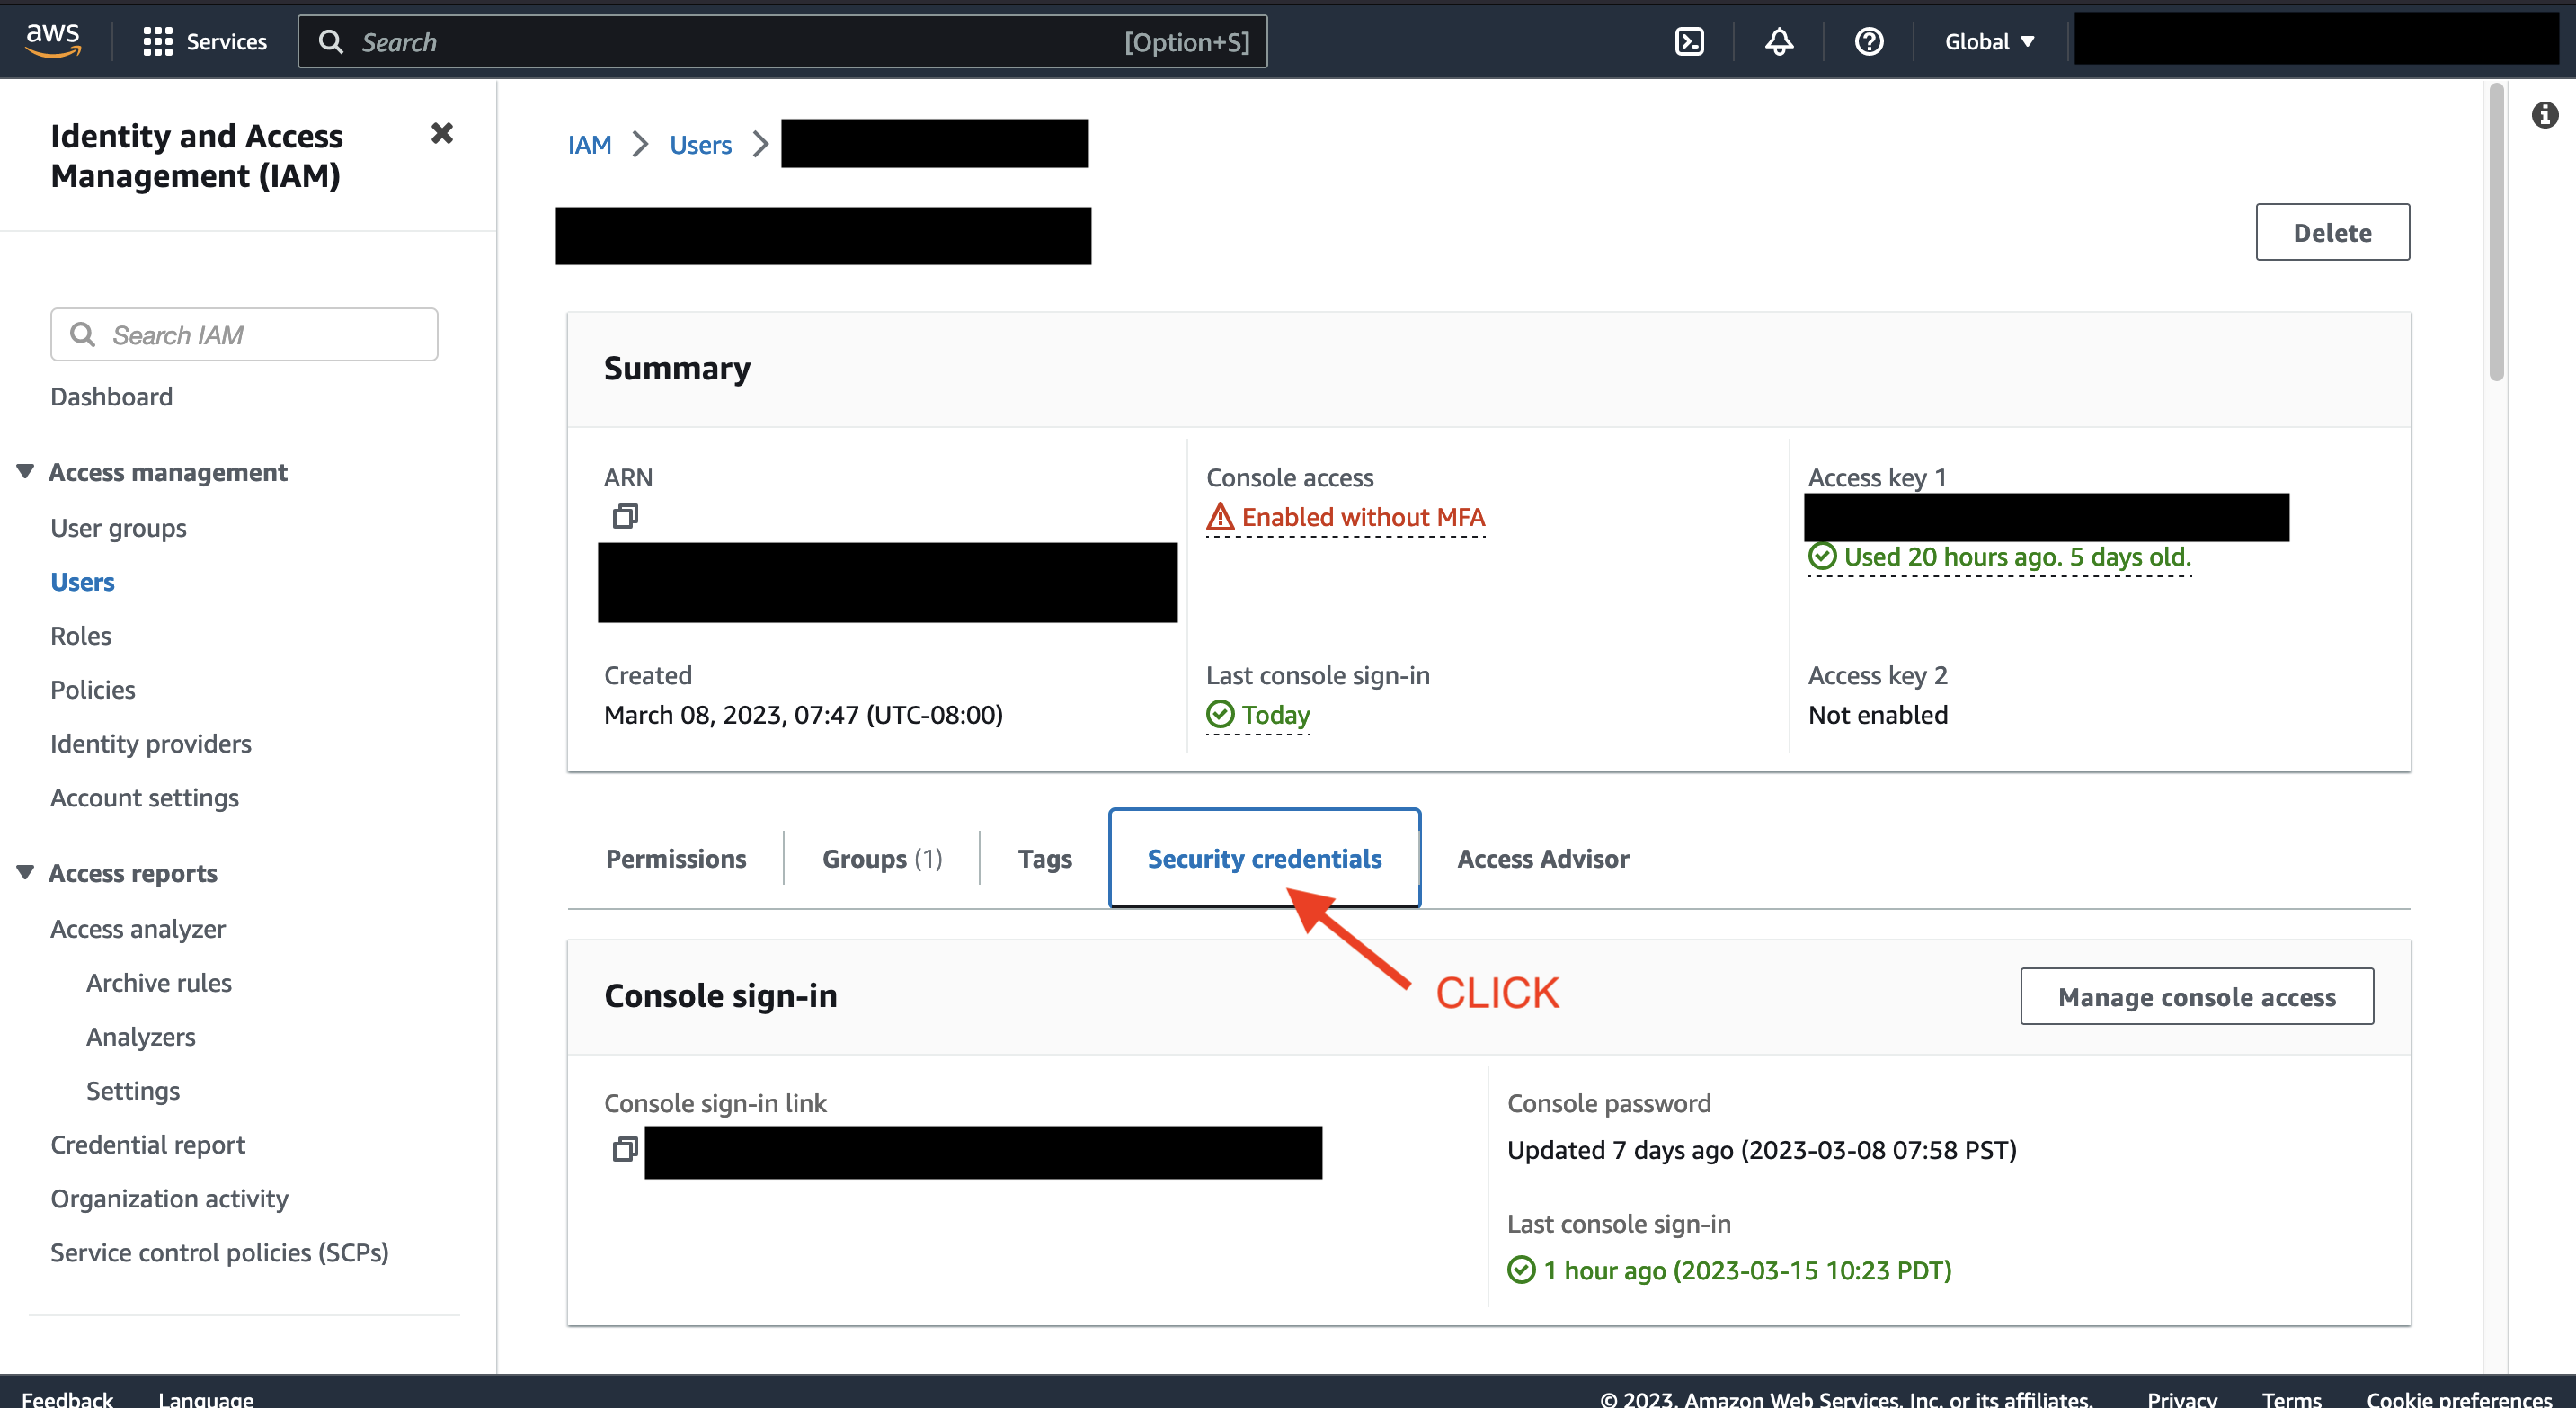 aws
Services
Search
[Option+S]
Global
Identity and Access
Management (IAM)
Search IAM
Dashboard
Access management
User groups
Users
Roles
Policies
Identity providers
Account settings
Access reports
Access analyzer
Archive rules
Analyzers
Settings
Credential report
Organization activity
Service control policies (SCPs)
IAM
Users
Delete
Summary
ARN
Console access
Enabled without MFA
Access key 1
Used 20 hours ago. 5 days old.
Created
March 08, 2023, 07:47 (UTC-08:00)
Last console sign-in
Today
Access key 2
Not enabled
Permissions
Groups (1)
Tags
Security credentials
Access Advisor
CLICK
Console sign-in
Manage console access
Console sign-in link
Console password
Updated 7 days ago (2023-03-08 07:58 PST)
Last console sign-in
1 hour ago (2023-03-15 10:23 PDT)
Feedback
Language
© 2023, Amazon Web Services, Inc. or its affiliates.
Privacy
Terms
Cookie preferences